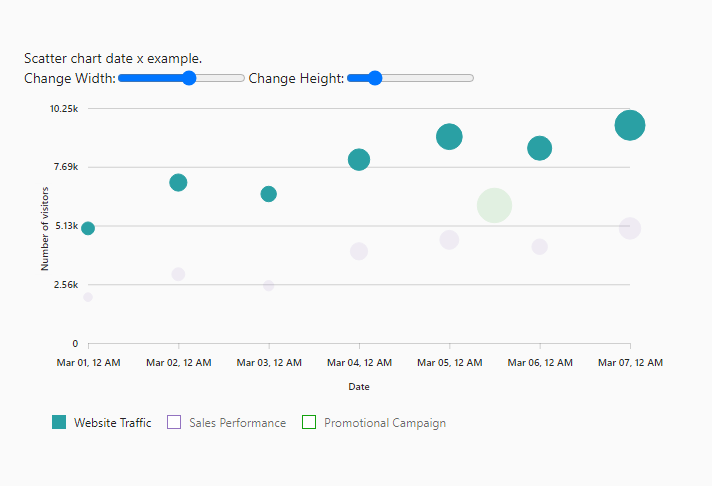 Scatter chart date x example.
Change Width: Change Height:
10.25k
7.69k
5.13k
2.56k
0
Number of visitors
Mar 01, 12 AM Mar 02, 12 AM Mar 03, 12 AM Mar 04, 12 AM Mar 05, 12 AM Mar 06, 12 AM Mar 07, 12 AM
Date
Website Traffic Sales Performance Promotional Campaign